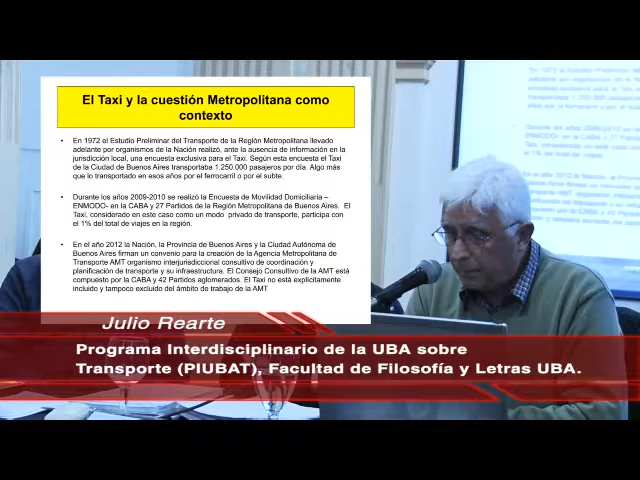 El Taxi y la cuestión Metropolitana como
contexto
• En 1972 el Estudio Preliminar del Transporte de la Región Metropolitana llevado
adelante por organismos de la Nación realizó, ante la ausencia de información en la
jurisdicción local, una encuesta exclusiva para el Taxi. Según esta encuesta el Taxi
de la Ciudad de Buenos Aires transportaba 1.250.000 pasajeros por día. Algo más
que lo transportado en esos años por el ferrocarril o por el subte.
• Durante los años 2009-2010 se realizó la Encuesta de Movilidad Domiciliaria –
ENMODO- en la CABA y 27 Partidos de la Región Metropolitana de Buenos Aires. El
Taxi, considerado en este caso como un modo privado de transporte, participa con
el 1% del total de viajes en la región.
• En el año 2012 la Nación, la Provincia de Buenos Aires y la Ciudad Autónoma de
Buenos Aires firman un convenio para la creación de la Agencia Metropolitana de
Transporte AMT organismo interjurisdiccional consultivo de coordinación y
planificación de transporte y su infraestructura. El Consejo Consultivo de la AMT está
compuesto por la CABA y 42 Partidos aglomerados. El Taxi no está explícitamente
incluido y tampoco excluido del ámbito de trabajo de la AMT
Julio Rearte
Programa Interdisciplinario de la UBA sobre
Transporte (PIUBAT), Facultad de Filosofía y Letras UBA.